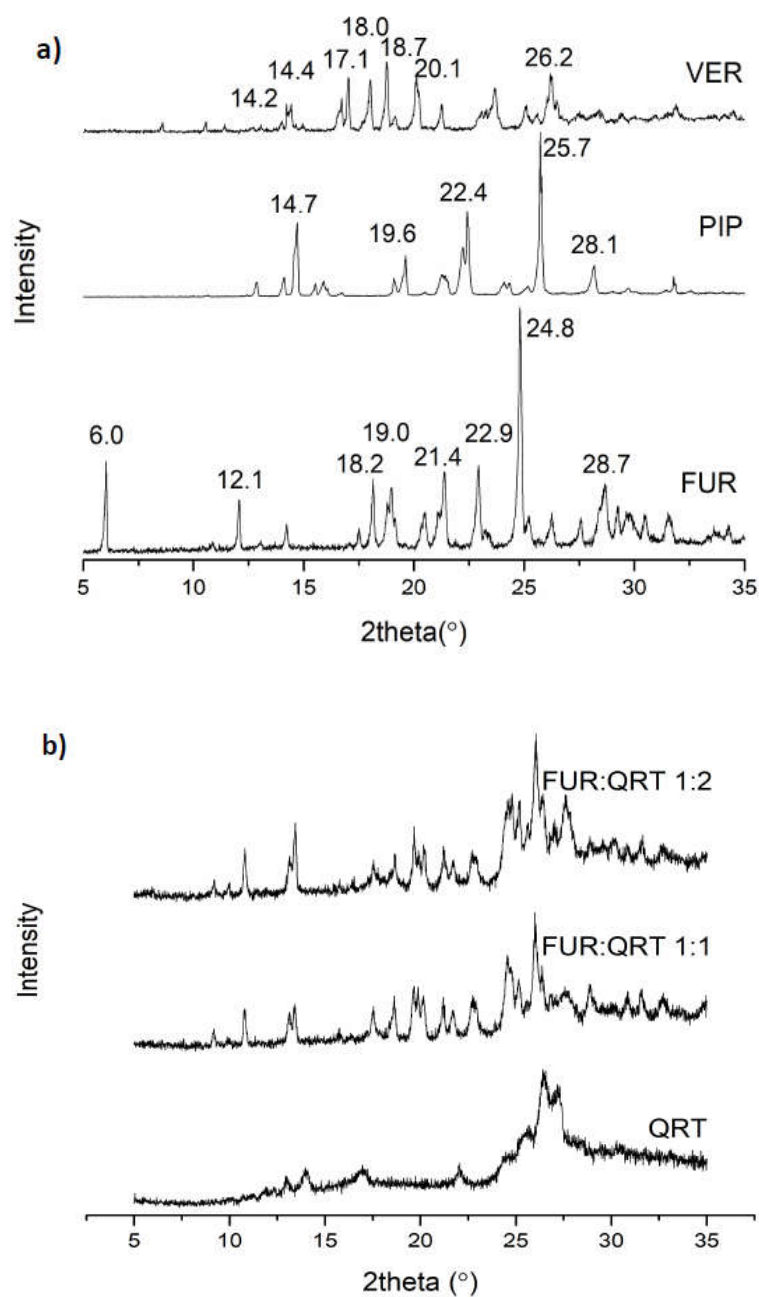 a)
18.0
14.4 17.1 18.7 26.2
14.2 20.1 VER
25.7
14.7 22.4
19.6 28.1 PIP
24.8
6.0 19.0 22.9
12.1 18.2 21.4 28.7
FUR
Intensity
5 10 15 20 25 30 35
2theta(°)
b)
FUR:QRT 1:2
FUR:QRT 1:1
QRT
Intensity
5 10 15 20 25 30 35
2theta (°)